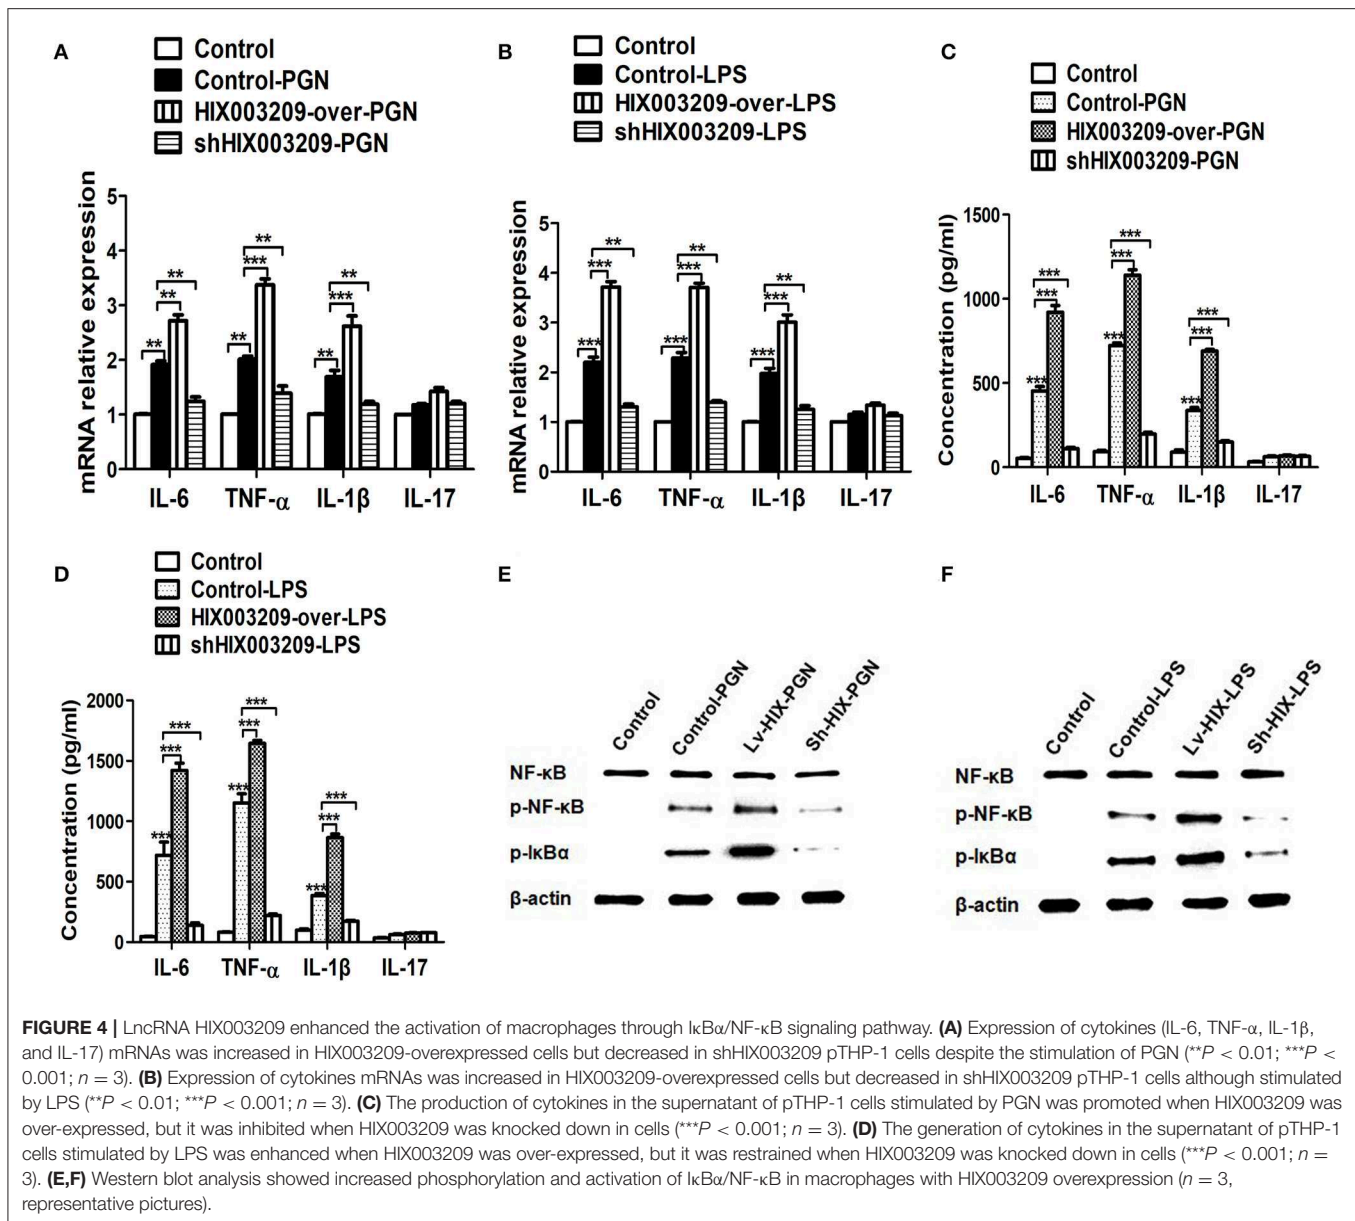 A
Control
Control-PGN
HIX003209-over-PGN
shHIX003209-PGN
mRNA relative expression
5
4
3
2
1
0
** ** **
** *** **
** *** **
IL-6 TNF-α IL-1β IL-17
B
Control
Control-LPS
HIX003209-over-LPS
shHIX003209-LPS
mRNA relative expression
5
4
3
2
1
0
*** *** **
*** *** **
*** *** **
IL-6 TNF-α IL-1β IL-17
C
Control
Control-PGN
HIX003209-over-PGN
shHIX003209-PGN
Concentration (pg/ml)
1500
1000
500
0
*** *** ***
*** *** ***
*** *** ***
IL-6 TNF-α IL-1β IL-17
D
Control
Control-LPS
HIX003209-over-LPS
shHIX003209-LPS
Concentration (pg/ml)
2000
1500
1000
500
0
*** *** ***
*** *** ***
*** *** ***
IL-6 TNF-α IL-1β IL-17
E
Control Control-PGN Lv-HIX-PGN Sh-HIX-PGN
NF-κB
p-NF-κB
p-IκBα
β-actin
F
Control Control-LPS Lv-HIX-LPS Sh-HIX-LPS
NF-κB
p-NF-κB
p-IκBα
β-actin
FIGURE 4 | LncRNA HIX003209 enhanced the activation of macrophages through IκBα/NF-κB signaling pathway. (A) Expression of cytokines (IL-6, TNF-α, IL-1β,
and IL-17) mRNAs was increased in HIX003209-overexpressed cells but decreased in shHIX003209 pTHP-1 cells despite the stimulation of PGN (**P < 0.01; ***P <
0.001; n = 3). (B) Expression of cytokines mRNAs was increased in HIX003209-overexpressed cells but decreased in shHIX003209 pTHP-1 cells although stimulated
by LPS (**P < 0.01; ***P < 0.001; n = 3). (C) The production of cytokines in the supernatant of pTHP-1 cells stimulated by PGN was promoted when HIX003209 was
over-expressed, but it was inhibited when HIX003209 was knocked down in cells (***P < 0.001; n = 3). (D) The generation of cytokines in the supernatant of pTHP-1
cells stimulated by LPS was enhanced when HIX003209 was over-expressed, but it was restrained when HIX003209 was knocked down in cells (***P < 0.001; n =
3). (E,F) Western blot analysis showed increased phosphorylation and activation of IκBα/NF-κB in macrophages with HIX003209 overexpression (n = 3,
representative pictures).